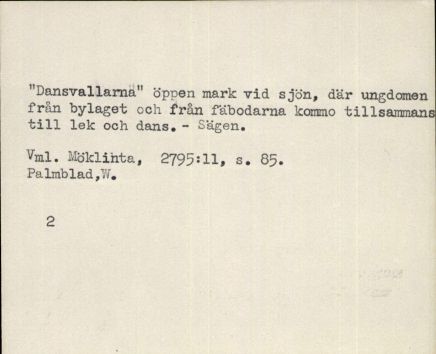 "Dansvallarna" öppen mark vid sjön, där ungdomen
från bylaget och från fäbodarna kommo tillsammans
till lek och dans. - Sägen.
Vml. Möklinta, 2795:11, s. 85.
Palmblad,W.
2